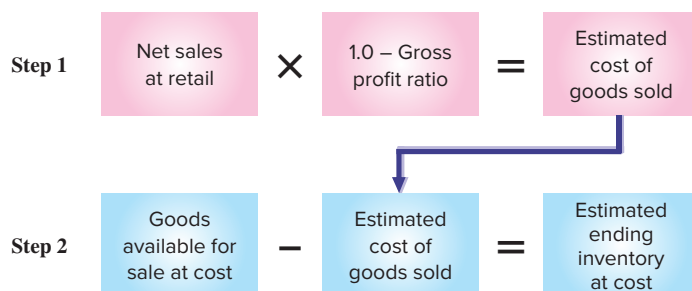 Step 1
Net sales
at retail
×
1.0 – Gross
profit ratio
=
Estimated
cost of
goods sold
Step 2
Goods
available for
sale at cost
–
Estimated
cost of
goods sold
=
Estimated
ending
inventory
at cost